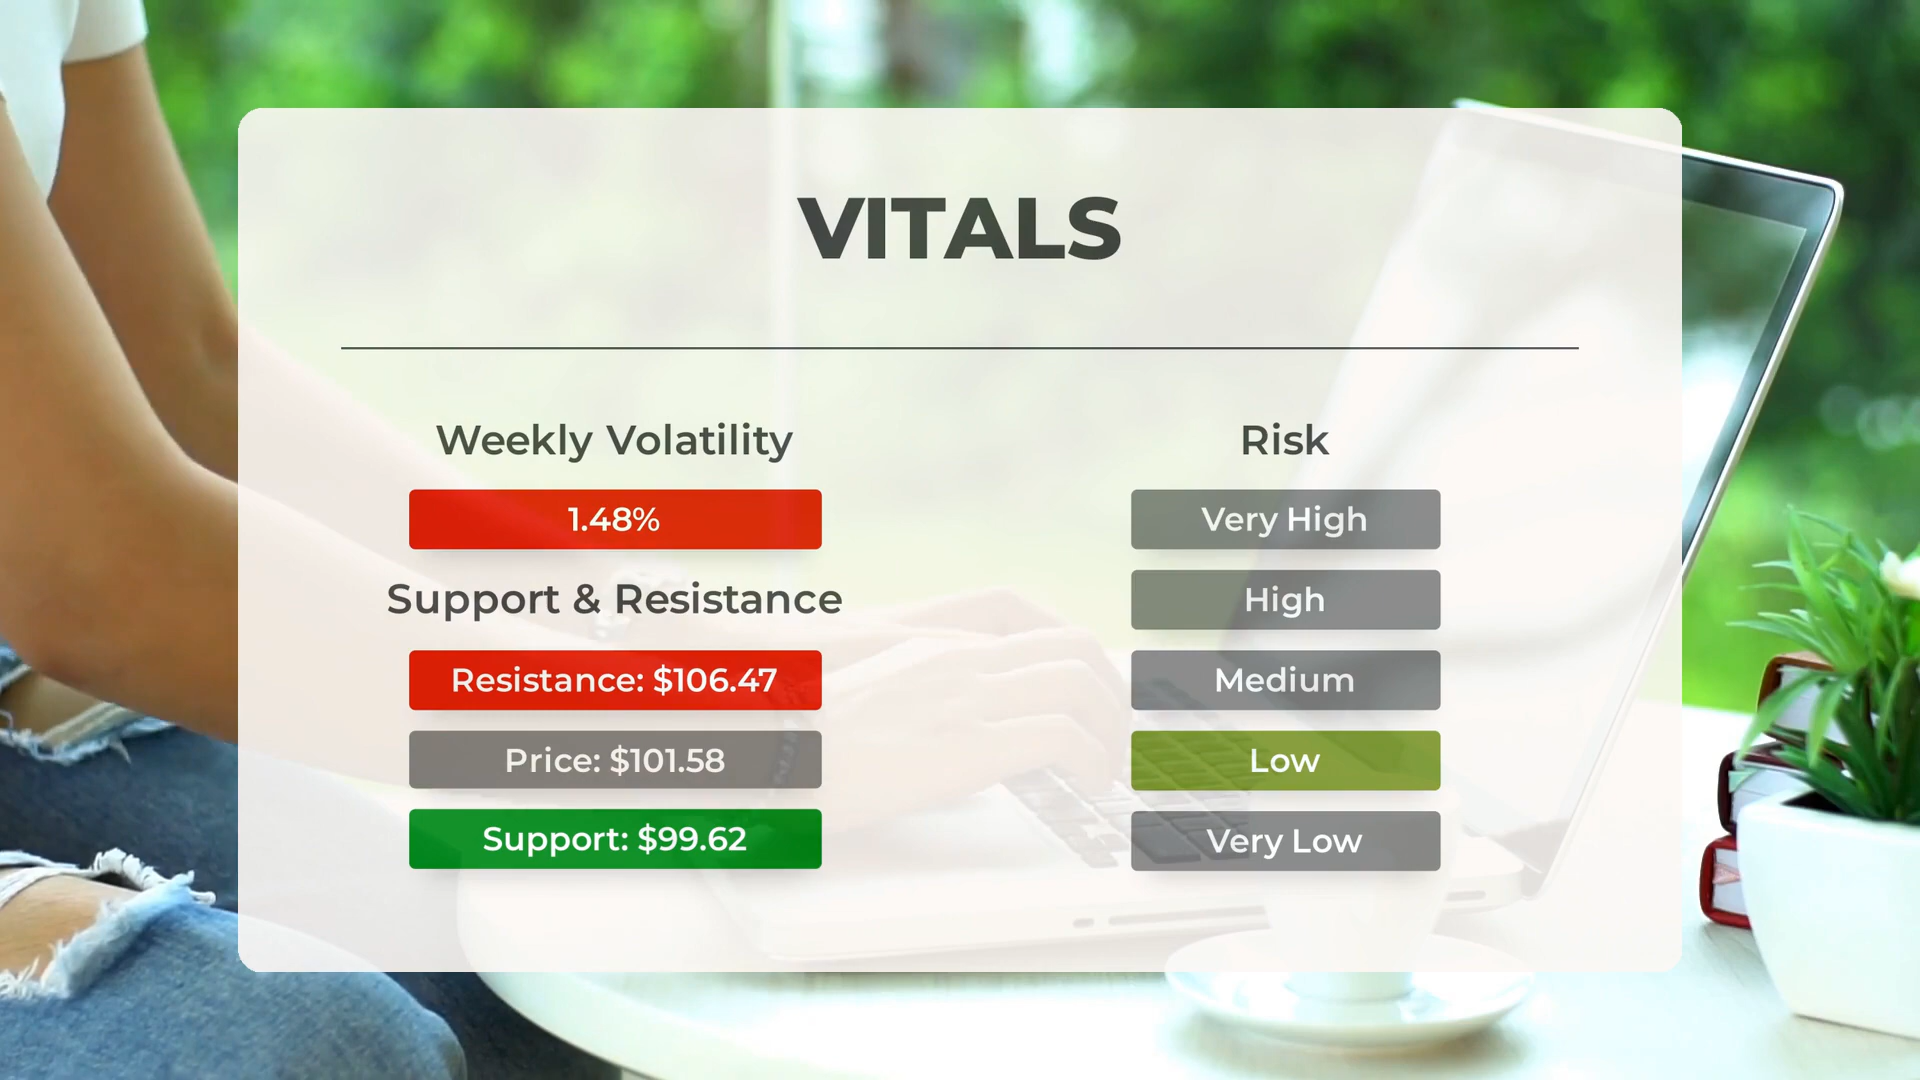 VITALS
Weekly Volatility
1.48%
Support & Resistance
Resistance: $106.47
Price: $101.58
Support: $99.62
Risk
Very High
High
Medium
Low
Very Low